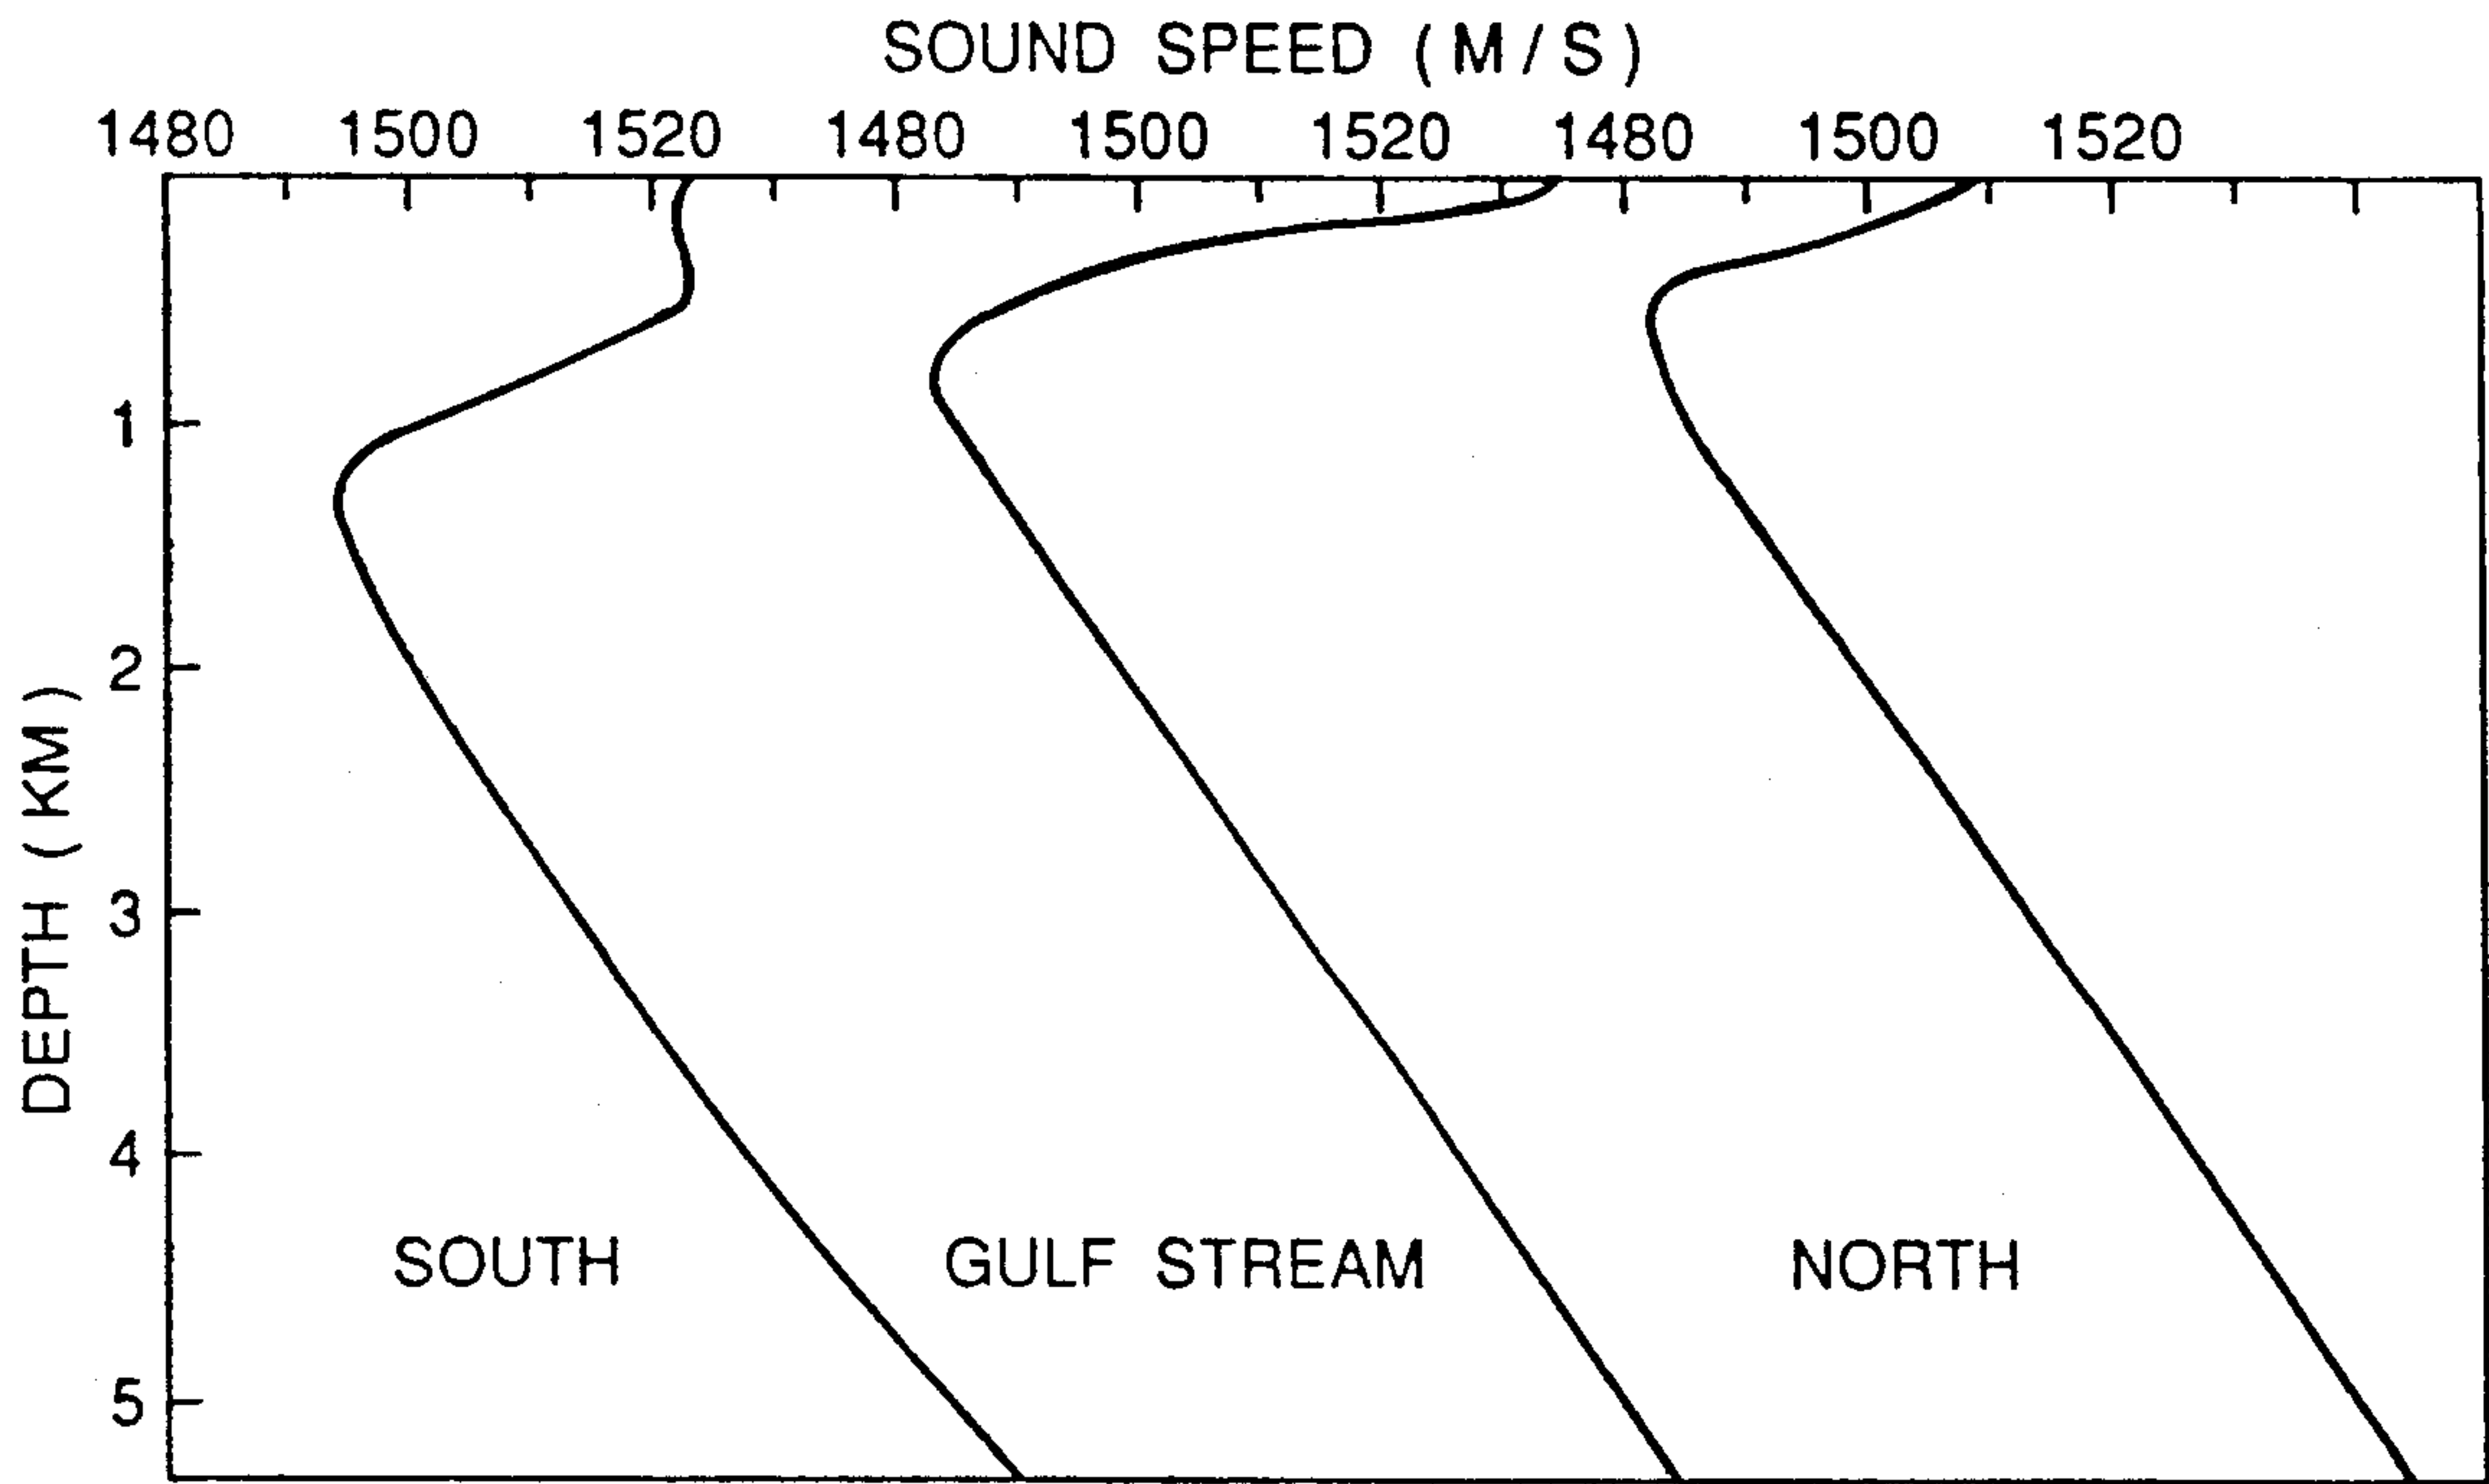 SOUND SPEED (M/S)
1480 1500 1520 1480 1500 1520 1480 1500 1520
DEPTH (KM)
1
2
3
4
5
SOUTH GULF STREAM NORTH